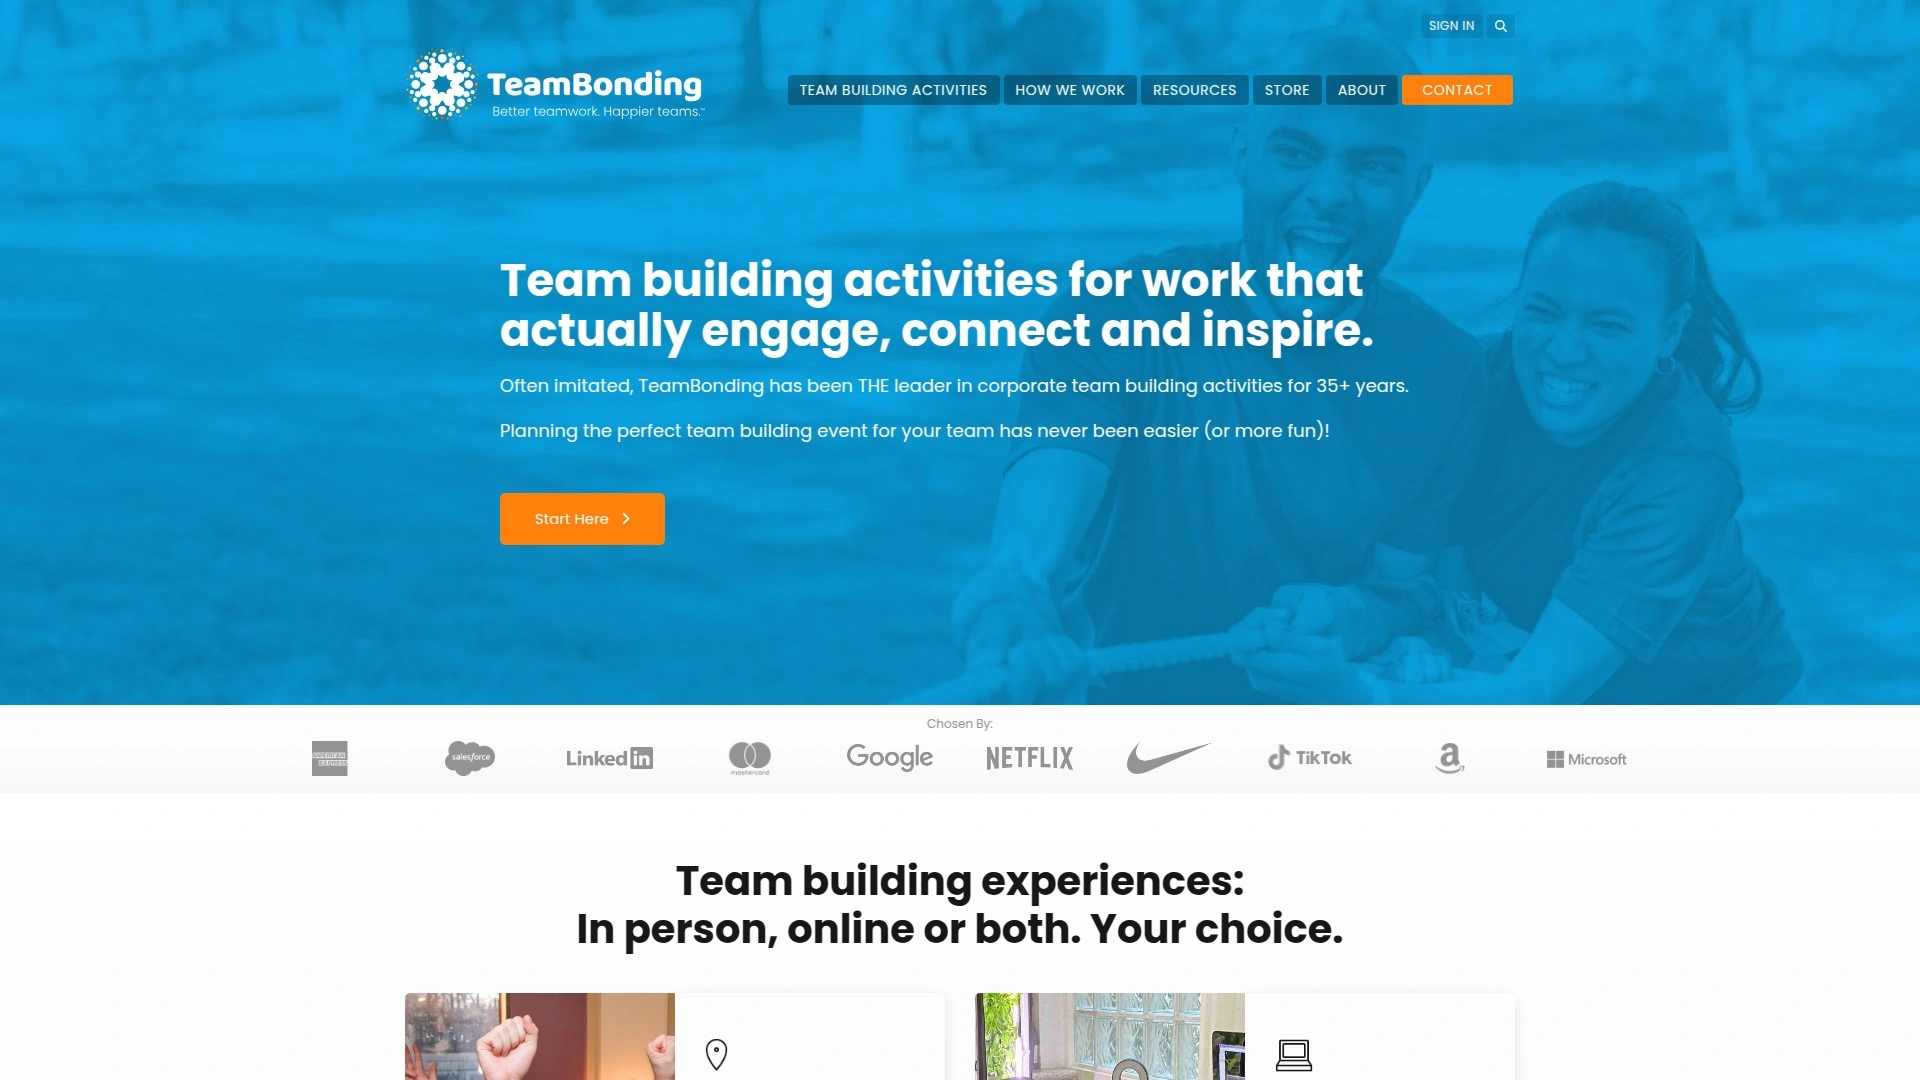 SIGN IN
TeamBonding
Better teamwork. Happier teams.™
TEAM BUILDING ACTIVITIES
HOW WE WORK
RESOURCES
STORE
ABOUT
CONTACT
Team building activities for work that
actually engage, connect and inspire.
Often imitated, TeamBonding has been THE leader in corporate team building activities for 35+ years.
Planning the perfect team building event for your team has never been easier (or more fun)!
Start Here
Chosen By:
AMERICAN
EXPRESS
salesforce
Linked in
mastercard
Google
NETFLIX
TikTok
a
Microsoft
Team building experiences:
In person, online or both. Your choice.